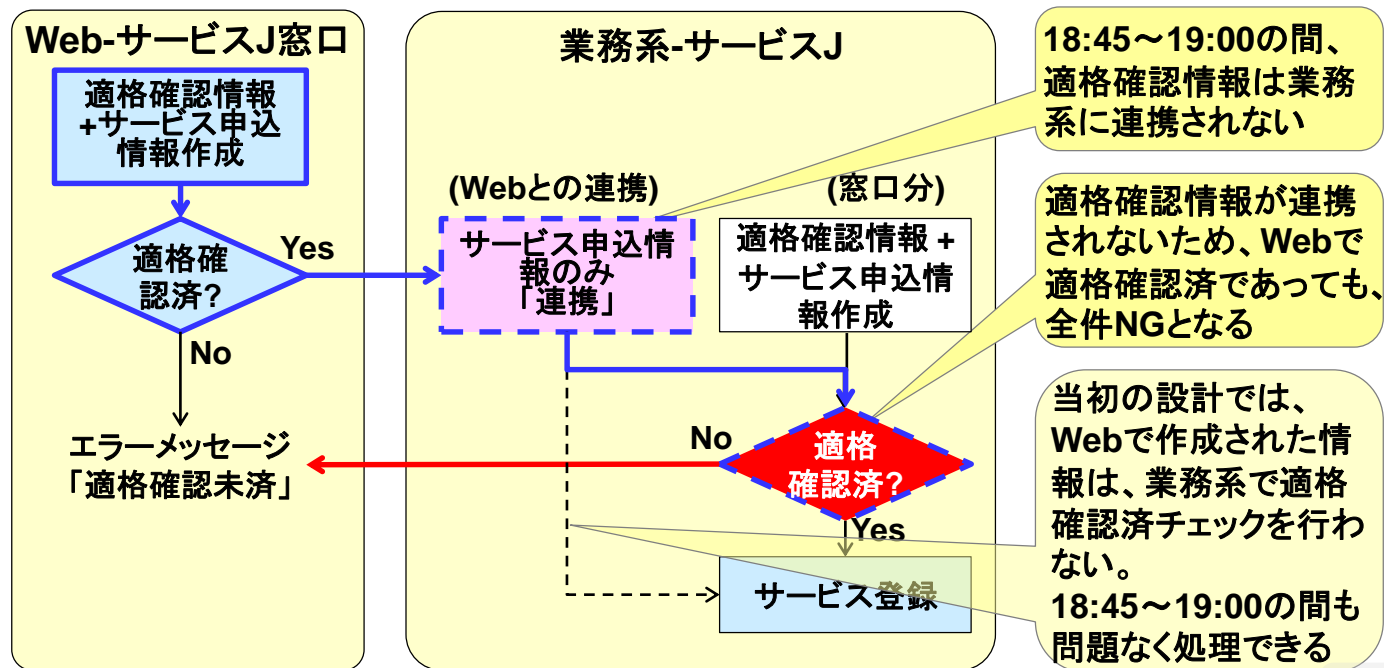 Web-サービスJ窓口
適格確認情報
+サービス申込
情報作成
適格確
認済?
Yes
No
エラーメッセージ
「適格確認未済」
業務系-サービスJ
(Webとの連携)
サービス申込情
報のみ
「連携」
(窓口分)
適格確認情報 +
サービス申込情
報作成
No
適格
確認済?
Yes
サービス登録
18:45～19:00の間、
適格確認情報は業務
系に連携されない
適格確認情報が連携
されないため、Webで
適格確認済であっても、
全件NGとなる
当初の設計では、
Webで作成された情
報は、業務系で適格
確認済チェックを行わ
ない。
18:45～19:00の間も
問題なく処理できる